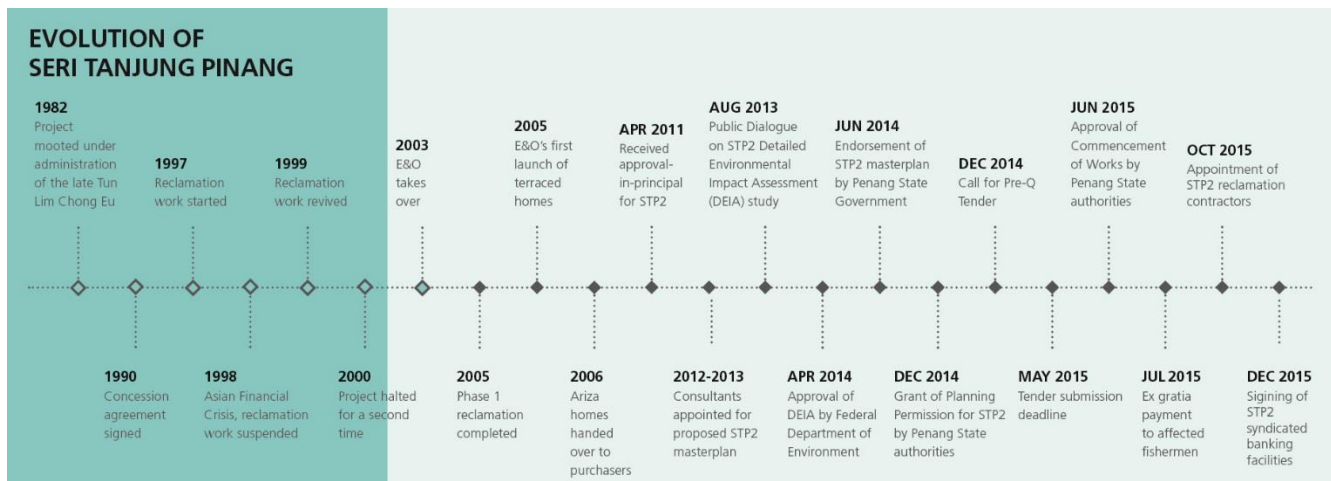 EVOLUTION OF
SERI TANJUNG PINANG
1982
Project
mooted under
administration
of the late Tun
Lim Chong Eu
1990
Concession
agreement
signed
1997
Reclamation
work started
1998
Asian Financial
Crisis, reclamation
work suspended
1999
Reclamation
work revived
2000
Project halted
for a second
time
2003
E&O
takes
over
2005
Phase 1
reclamation
completed
2005
E&O's first
launch of
terraced
homes
2006
Ariza
homes
handed
over to
purchasers
APR 2011
Received
approval-
in-principal
for STP2
2012-2013
Consultants
appointed for
proposed STP2
masterplan
AUG 2013
Public Dialogue
on STP2 Detailed
Environmental
Impact Assessment
(DEIA) study
APR 2014
Approval of
DEIA by Federal
Department of
Environment
JUN 2014
Endorsement of
STP2 masterplan
by Penang State
Government
DEC 2014
Grant of Planning
Permission for STP2
by Penang State
authorities
DEC 2014
Call for Pre-Q
Tender
MAY 2015
Tender submission
deadline
JUN 2015
Approval of
Commencement
of Works by
Penang State
authorities
JUL 2015
Ex gratia
payment
to affected
fishermen
OCT 2015
Appointment of
STP2 reclamation
contractors
DEC 2015
Sigining of
STP2
syndicated
banking
facilities